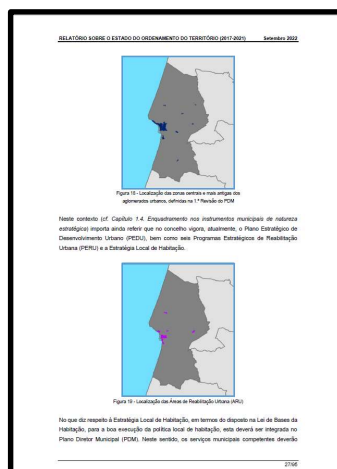 RELATÓRIO SOBRE O ESTADO DO ORDENAMENTO DO TERRITÓRIO (2017-2021) Setembro 2022
Figura 18 - Localização das zonas centrais e mais antigas dos
aglomerados urbanos, definidas na 1.ª Revisão do PDM
Neste contexto (cf. Capítulo 1.4. Enquadramento nos instrumentos municipais de natureza
estratégica) importa ainda referir que no concelho vigora, atualmente, o Plano Estratégico de
Desenvolvimento Urbano (PEDU), bem como seis Programas Estratégicos de Reabilitação
Urbana (PERU) e a Estratégia Local de Habitação.
Figura 19 - Localização das Áreas de Reabilitação Urbana (ARU)
No que diz respeito à Estratégia Local de Habitação, em termos do disposto na Lei de Bases da
Habitação, para a boa execução da política local de habitação, esta deverá ser integrada no
Plano Diretor Municipal (PDM). Neste sentido, os serviços municipais competentes deverão
27/95